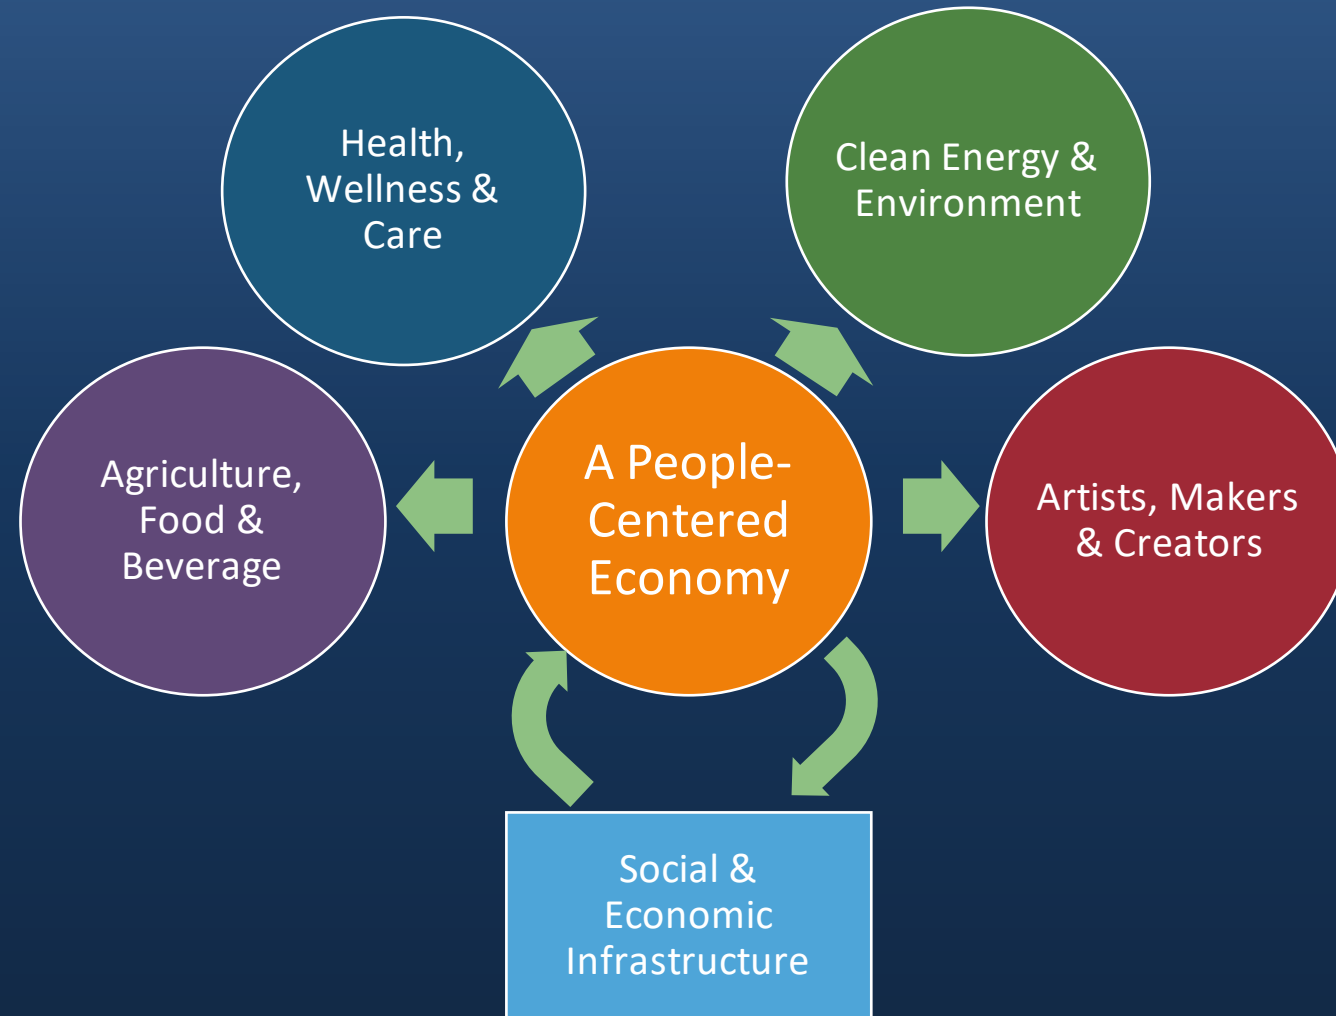 Health,
Wellness &
Care
Clean Energy &
Environment
Agriculture,
Food &
Beverage
A People-
Centered
Economy
Artists, Makers
& Creators
Social &
Economic
Infrastructure